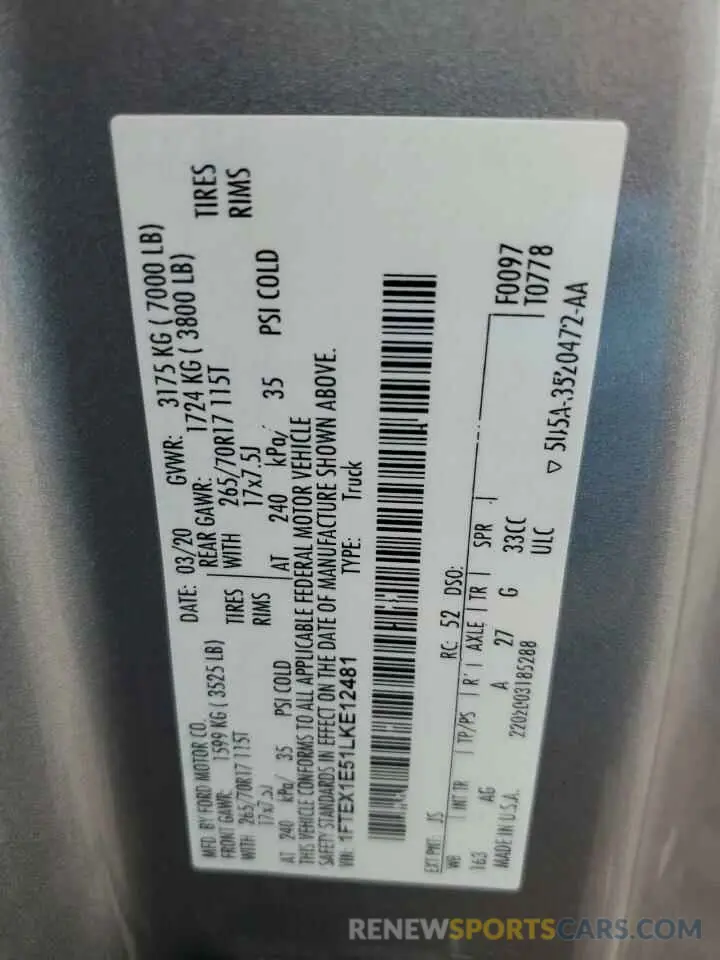 MFD. BY FORD MOTOR CO.
DATE: 03/20 GVWR: 3175 KG ( 7000 LB)
FRONT GAWR: 1599 KG ( 3525 LB) REAR GAWR: 1724 KG ( 3800 LB)
WITH 265/70R17 115T TIRES WITH 265/70R17 115T TIRES
17x7.5J RIMS 17x7.5J RIMS
AT 240 kPa/ 35 PSI COLD AT 240 kPa/ 35 PSI COLD
THIS VEHICLE CONFORMS TO ALL APPLICABLE FEDERAL MOTOR VEHICLE
SAFETY STANDARDS IN EFFECT ON THE DATE OF MANUFACTURE SHOWN ABOVE.
VIN: 1FTEX1E51LKE12481 TYPE: Truck
EXT PNT: JS RC: 52 DSO: F0097
T0778
WB INT TR TP/PS R AXLE TR SPR
163 AG A 27 G 33CC
MADE IN U.S.A. 2202003185288 ULC
RENEWSPORTSCARS.COM